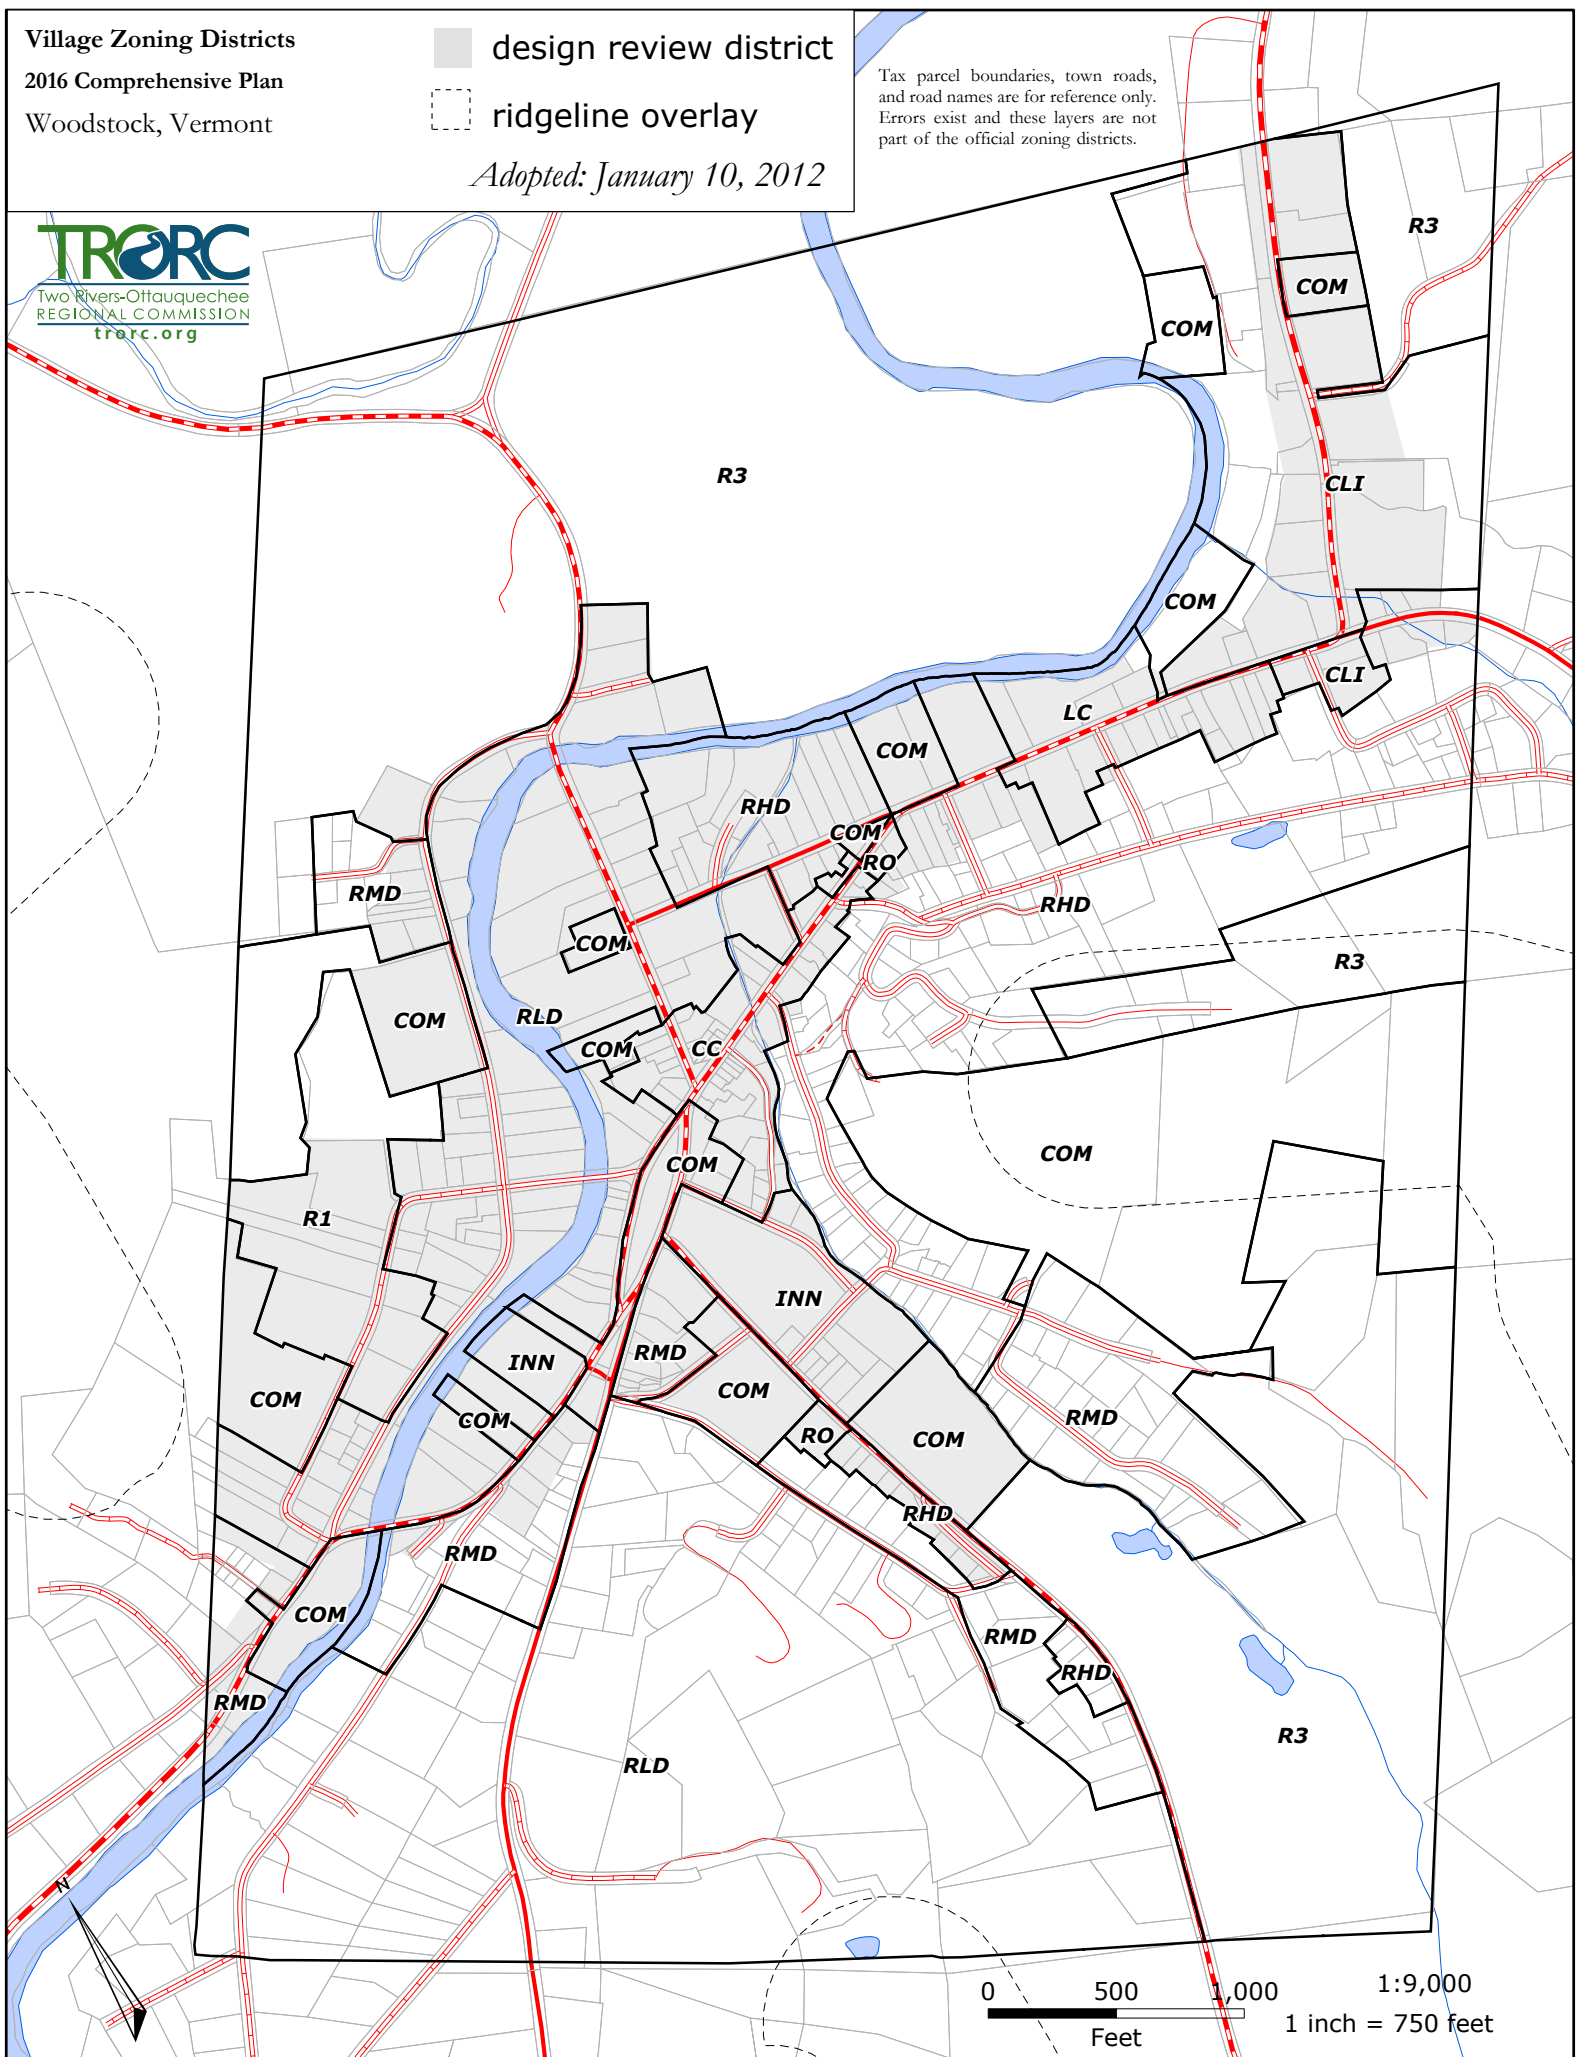 Village Zoning Districts
2016 Comprehensive Plan
Woodstock, Vermont
design review district
ridgeline overlay
Adopted: January 10, 2012
Tax parcel boundaries, town roads,
and road names are for reference only.
Errors exist and these layers are not
part of the official zoning districts.
TRORC
Two Rivers-Ottauquechee
REGIONAL COMMISSION
trorc.org
R3
COM
COM
R3
CLI
COM
CLI
LC
COM
RHD
COM
RO
RMD
RHD
COM
R3
RLD
COM
COM
CC
COM
COM
R1
INN
RMD
INN
COM
COM
COM
RMD
RO
COM
RHD
RMD
COM
RMD
RHD
RMD
R3
RLD
N
0 500 1,000
Feet
1:9,000
1 inch = 750 feet